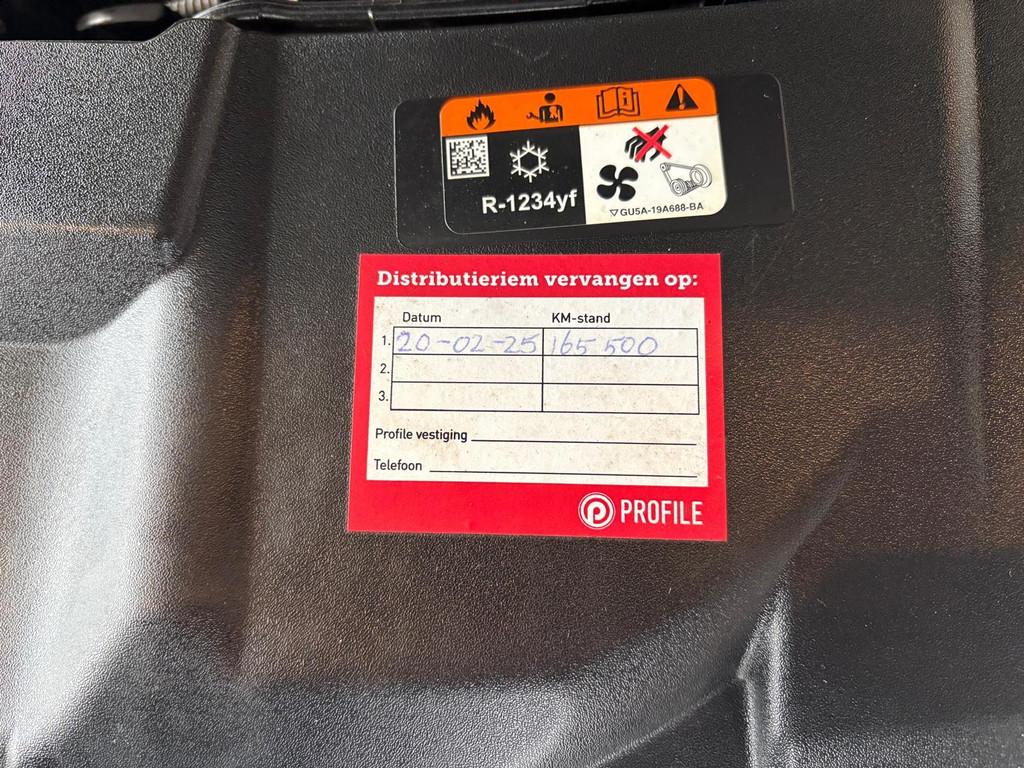 R-1234yf
▽GU5A-19A688-BA
Distributieriem vervangen op:
Datum KM-stand
1. 20-02-25 165 500
2.
3.
Profile vestiging
Telefoon
PROFILE